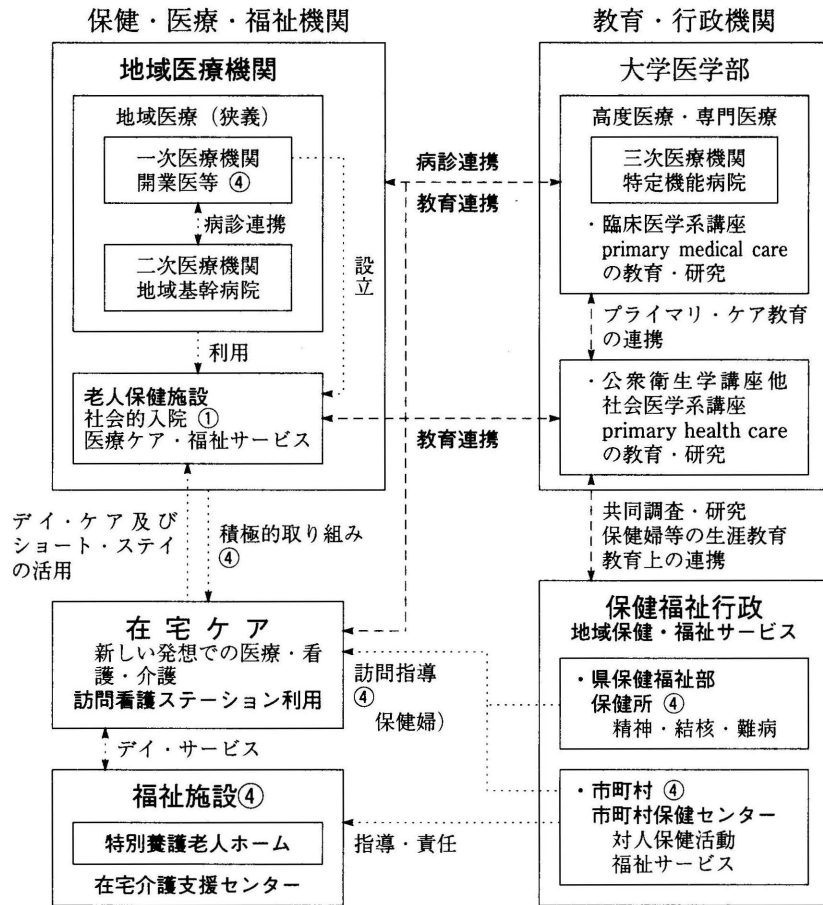 保健・医療・福祉機関
地域医療機関
地域医療（狭義）
一次医療機関
開業医等 ④
病診連携
二次医療機関
地域基幹病院
設立
利用
老人保健施設
社会的入院 ①
医療ケア・福祉サービス
デイ・ケア及び
ショート・ステイ
の活用
積極的取り組み
④
在宅ケア
新しい発想での医療・看
護・介護
訪問看護ステーション利用
デイ・サービス
福祉施設④
特別養護老人ホーム
在宅介護支援センター
病診連携
教育連携
教育連携
訪問指導
④
保健婦）
指導・責任
教育・行政機関
大学医学部
高度医療・専門医療
三次医療機関
特定機能病院
・臨床医学系講座
primary medical care
の教育・研究
プライマリ・ケア教育
の連携
・公衆衛生学講座他
社会医学系講座
primary health care
の教育・研究
共同調査・研究
保健婦等の生涯教育
教育上の連携
保健福祉行政
地域保健・福祉サービス
・県保健福祉部
保健所 ④
精神・結核・難病
・市町村 ④
市町村保健センター
対人保健活動
福祉サービス